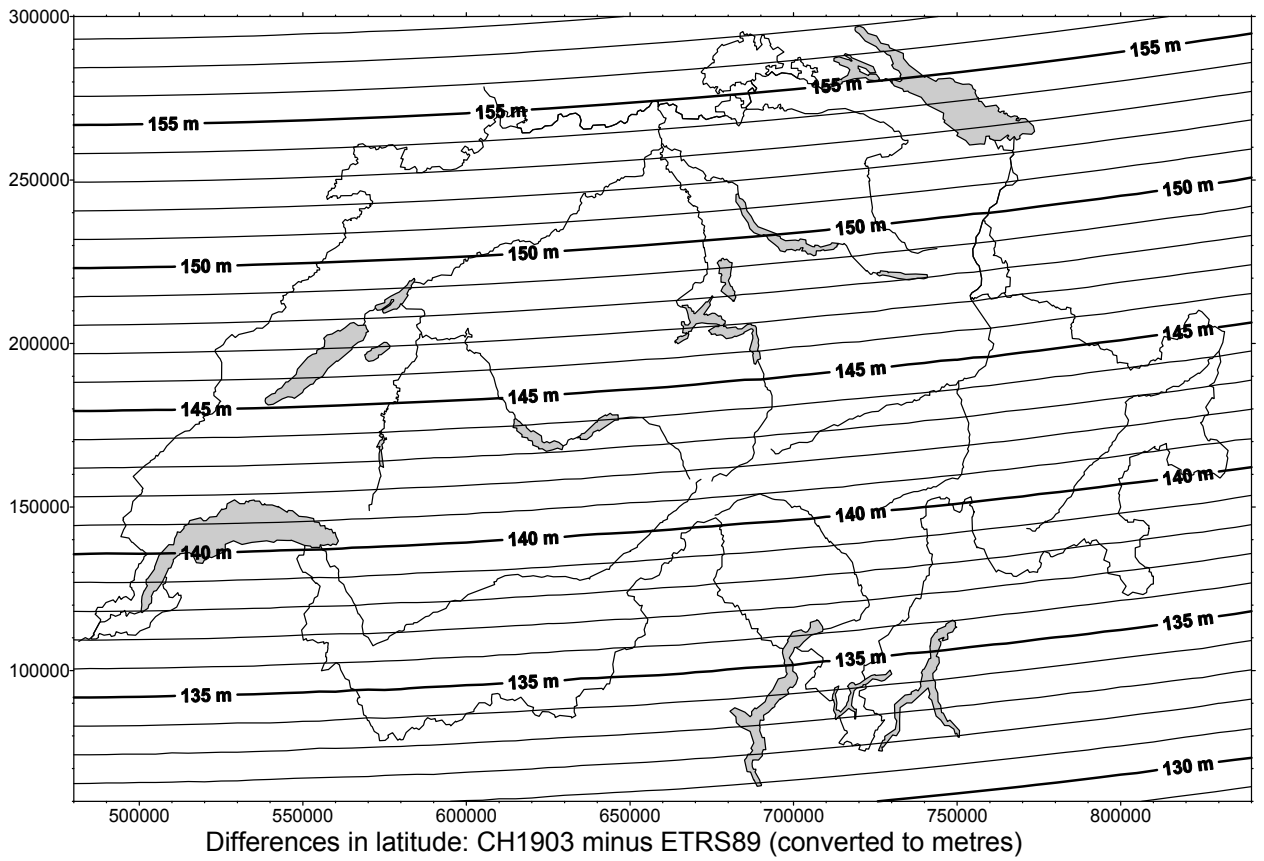 300000
155 m
155 m
155 m
155 m
250000
150 m
150 m
150 m
150 m
200000
145 m
145 m
145 m
145 m
150000
140 m
140 m
140 m
140 m
100000
135 m
135 m
135 m
135 m
130 m
500000 550000 600000 650000 700000 750000 800000
Differences in latitude: CH1903 minus ETRS89 (converted to metres)